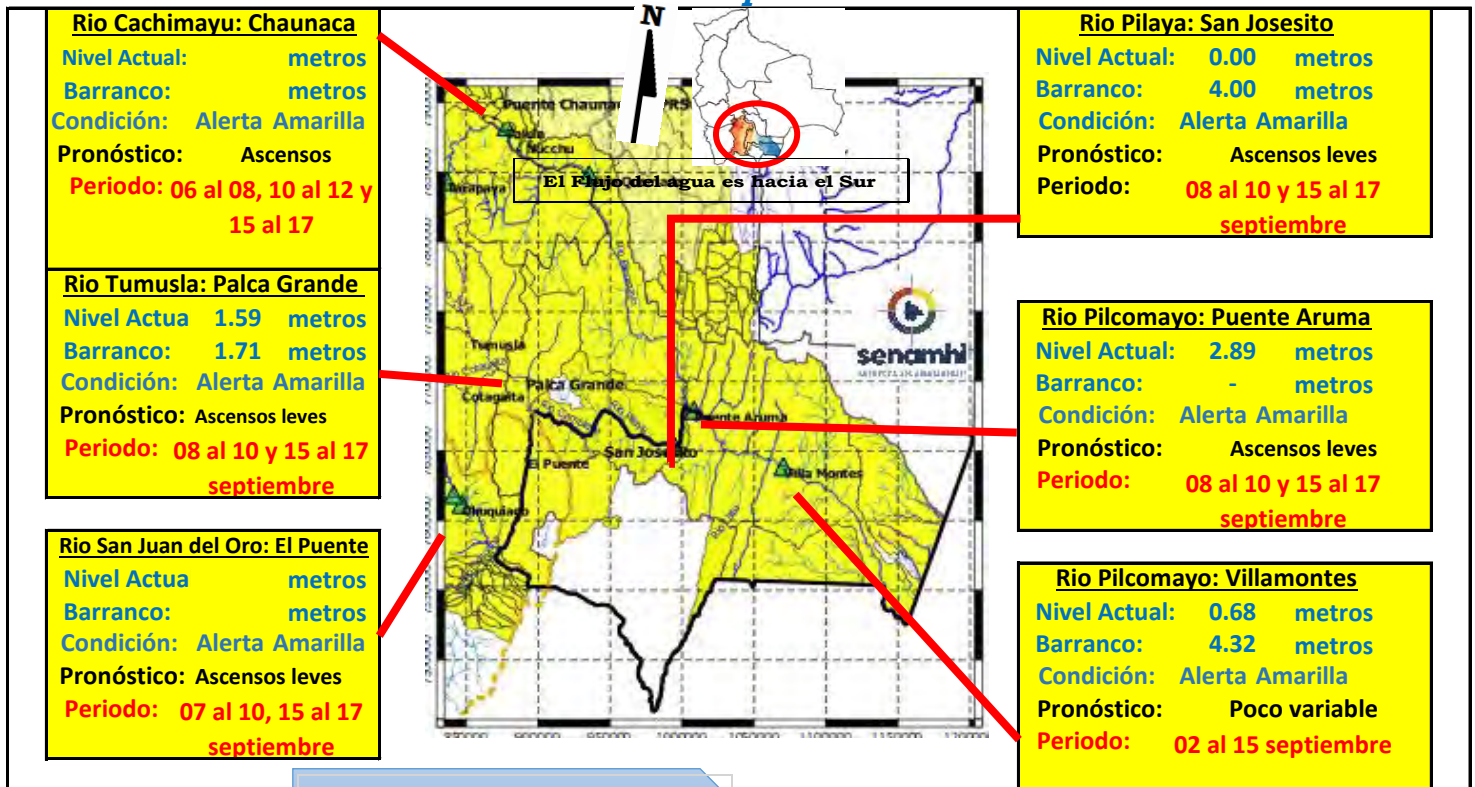 Rio Cachimayu: Chaunaca
Nivel Actual: metros
Barranco: metros
Condición: Alerta Amarilla
Pronóstico: Ascensos
Periodo: 06 al 08, 10 al 12 y
15 al 17
Rio Tumusla: Palca Grande
Nivel Actua 1.59 metros
Barranco: 1.71 metros
Condición: Alerta Amarilla
Pronóstico: Ascensos leves
Periodo: 08 al 10 y 15 al 17
septiembre
Rio San Juan del Oro: El Puente
Nivel Actua metros
Barranco: metros
Condición: Alerta Amarilla
Pronóstico: Ascensos leves
Periodo: 07 al 10, 15 al 17
septiembre
N
Puente Chaunaca
El Flujo del agua es hacia el Sur
Tumusla
Palca Grande
Cotagaita
Puente Aruma
El Puente
Villa Montes
senamhi
900000
Rio Pilaya: San Josesito
Nivel Actual: 0.00 metros
Barranco: 4.00 metros
Condición: Alerta Amarilla
Pronóstico: Ascensos leves
Periodo: 08 al 10 y 15 al 17
septiembre
Rio Pilcomayo: Puente Aruma
Nivel Actual: 2.89 metros
Barranco: - metros
Condición: Alerta Amarilla
Pronóstico: Ascensos leves
Periodo: 08 al 10 y 15 al 17
septiembre
Rio Pilcomayo: Villamontes
Nivel Actual: 0.68 metros
Barranco: 4.32 metros
Condición: Alerta Amarilla
Pronóstico: Poco variable
Periodo: 02 al 15 septiembre